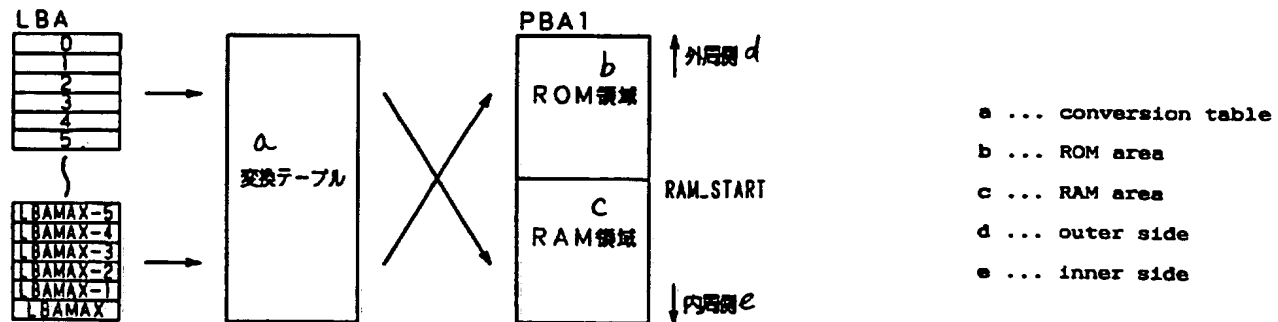 LBA
0
1
2
3
4
5
LBAMAX-5
LBAMAX-4
LBAMAX-3
LBAMAX-2
LBAMAX-1
LBAMAX
a
変換テーブル
PBA1
b
ROM領域
c
RAM領域
外周側 d
RAM_START
内周側 e
a ... conversion table
b ... ROM area
c ... RAM area
d ... outer side
e ... inner side